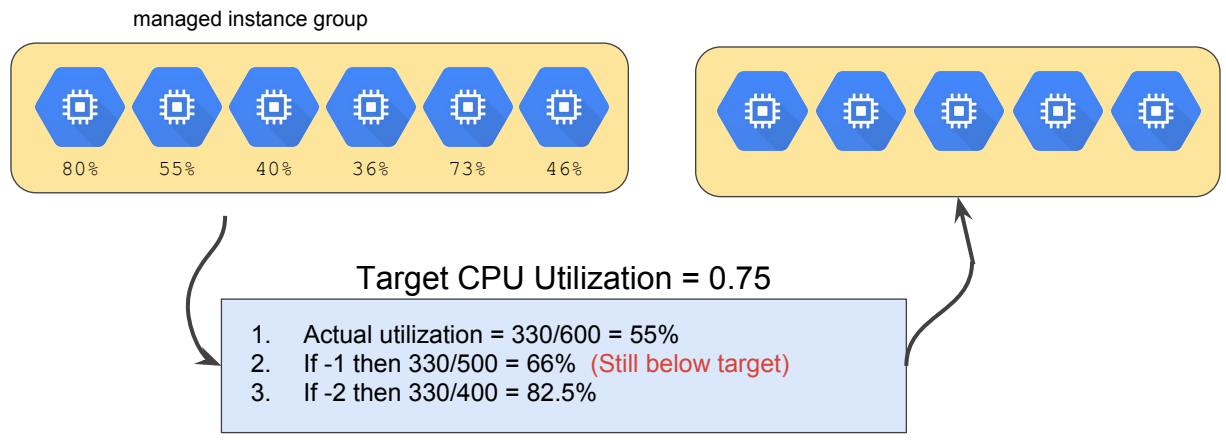 managed instance group
80% 55% 40% 36% 73% 46%
Target CPU Utilization = 0.75
1. Actual utilization = 330/600 = 55%
2. If -1 then 330/500 = 66% (Still below target)
3. If -2 then 330/400 = 82.5%